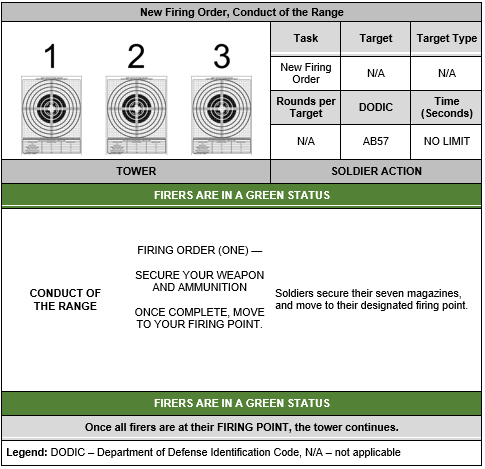 New Firing Order, Conduct of the Range
1 2 3
Task Target Target Type
New Firing
Order N/A N/A
Rounds per
Target DODIC Time
(Seconds)
N/A AB57 NO LIMIT
TOWER SOLDIER ACTION
FIRERS ARE IN A GREEN STATUS
CONDUCT OF
THE RANGE
FIRING ORDER (ONE) —
SECURE YOUR WEAPON
AND AMMUNITION
ONCE COMPLETE, MOVE
TO YOUR FIRING POINT.
Soldiers secure their seven magazines,
and move to their designated firing point.
FIRERS ARE IN A GREEN STATUS
Once all firers are at their FIRING POINT, the tower continues.
Legend: DODIC – Department of Defense Identification Code, N/A – not applicable